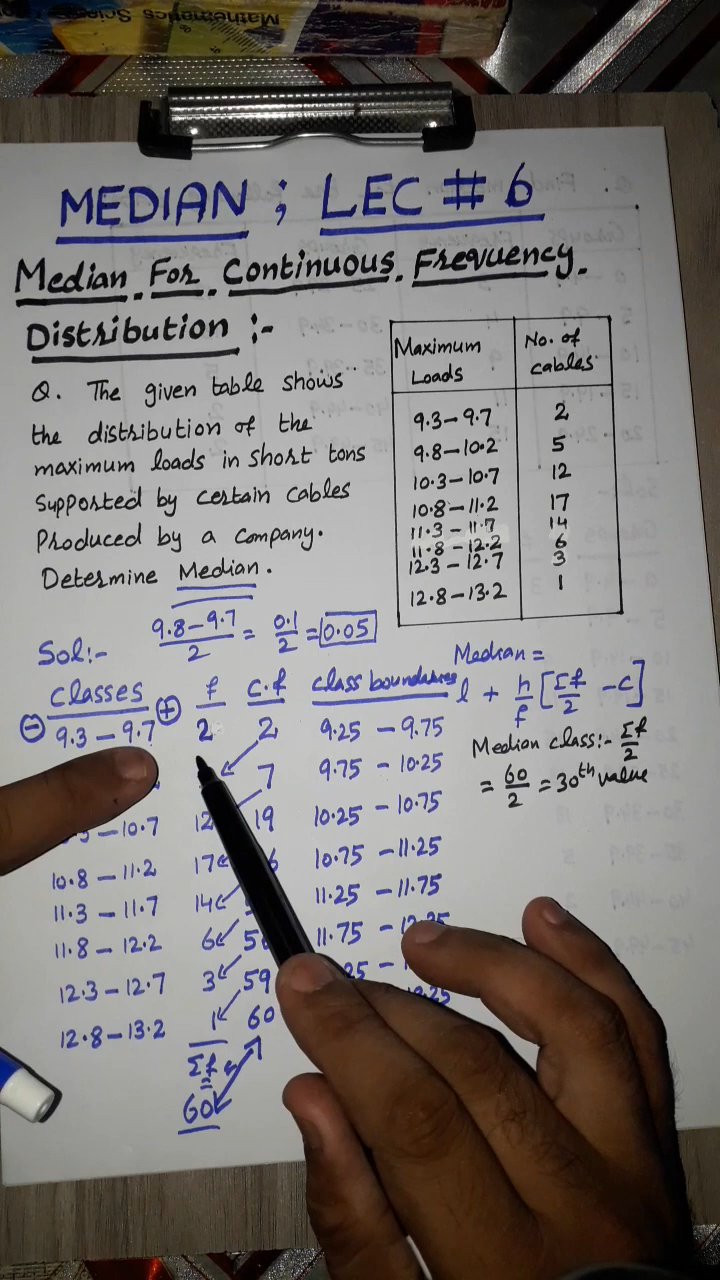 Mathematics Scie
MEDIAN ; LEC # 6
Median For Continuous Frevuency
Distribution :-
Q. The given table shows
the distribution of the
maximum loads in short tons
Supported by certain cables
Produced by a company.
Determine Median.
Maximum Loads No. of cables
9.3-9.7 2
9.8-10.2 5
10.3-10.7 12
10.8-11.2 17
11.3-11.7 14
11.8-12.2 6
12.3-12.7 3
12.8-13.2 1
Sol:- 9.8-9.7/2 = 0.1/2 = 0.05
Median =
l + h/f [Σf/2 - c]
Median class:- Σf/2
= 60/2 = 30th value
classes f c.f class boundaries
⊖ 9.3-9.7 ⊕ 2 2 9.25-9.75
7 9.75-10.25
-10.7 12 19 10.25-10.75
10.8-11.2 17 6 10.75-11.25
11.3-11.7 14 11.25-11.75
11.8-12.2 6 5 11.75-
12.3-12.7 3 59 25-
12.8-13.2 1 60 .25
Σf =
60